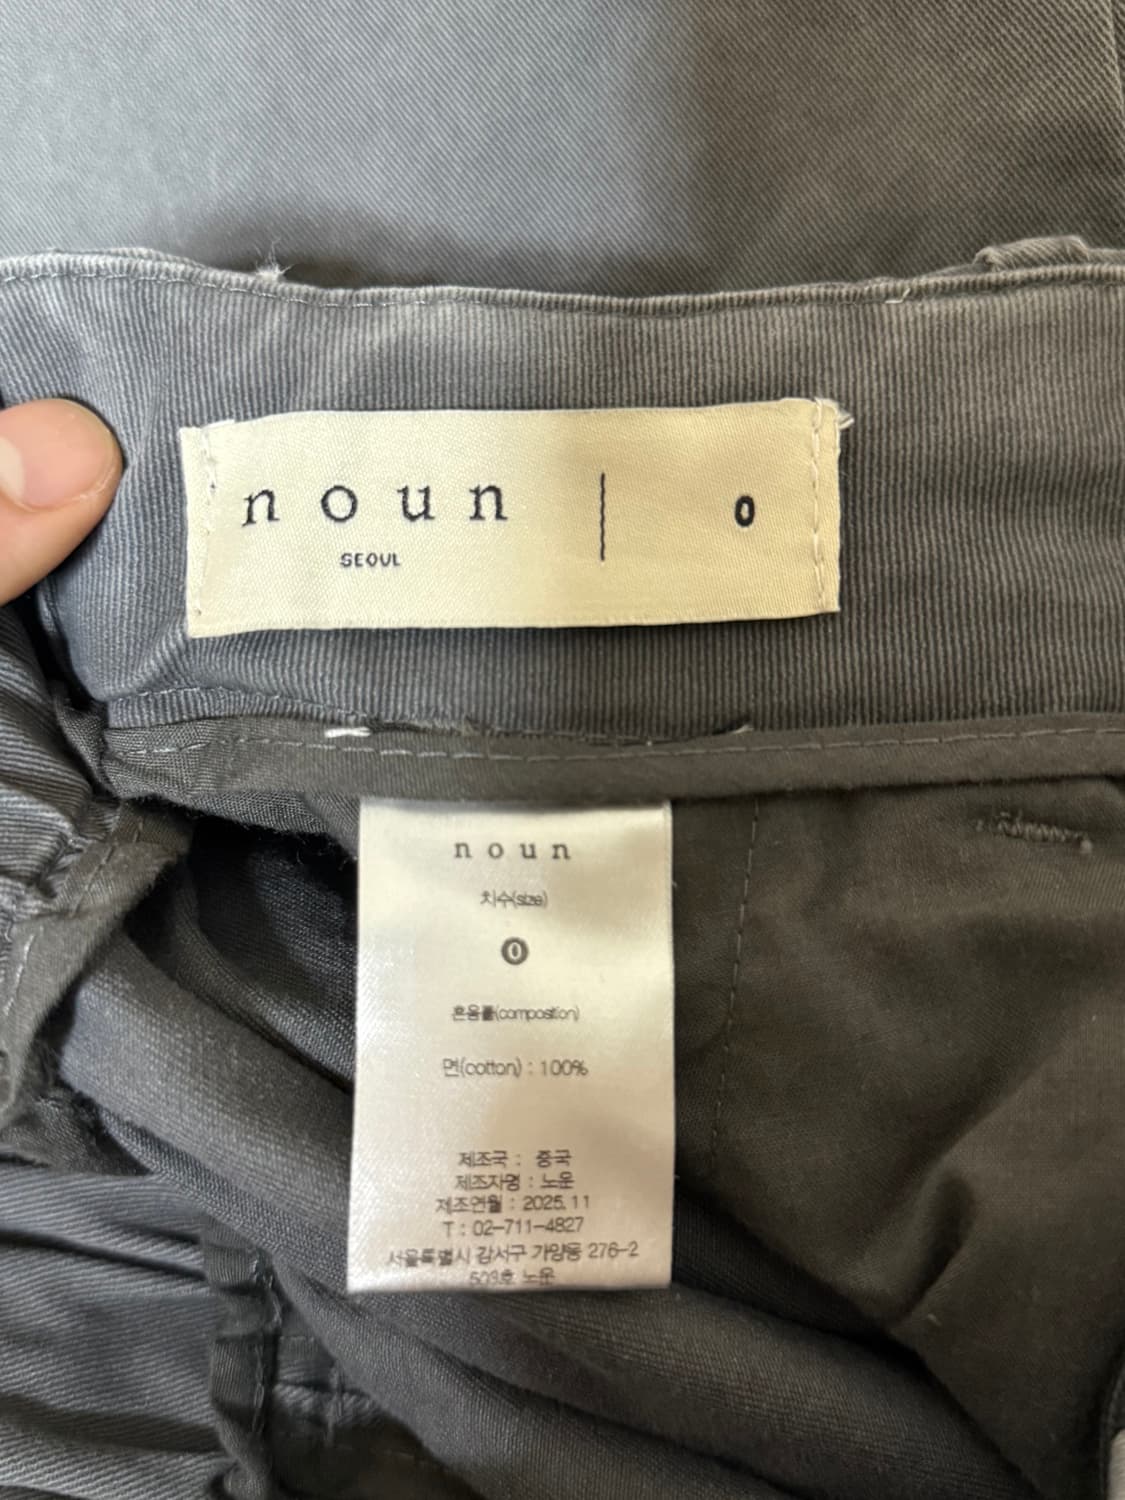 noun
0
SEOUL
noun
치수(size)
0
혼용률(composition)
면(cotton) : 100%
제조국 : 중국
제조자명 : 노운
제조연월 : 2025.11
T : 02-711-4827
서울특별시 강서구 가양동 276-2
503호 노운